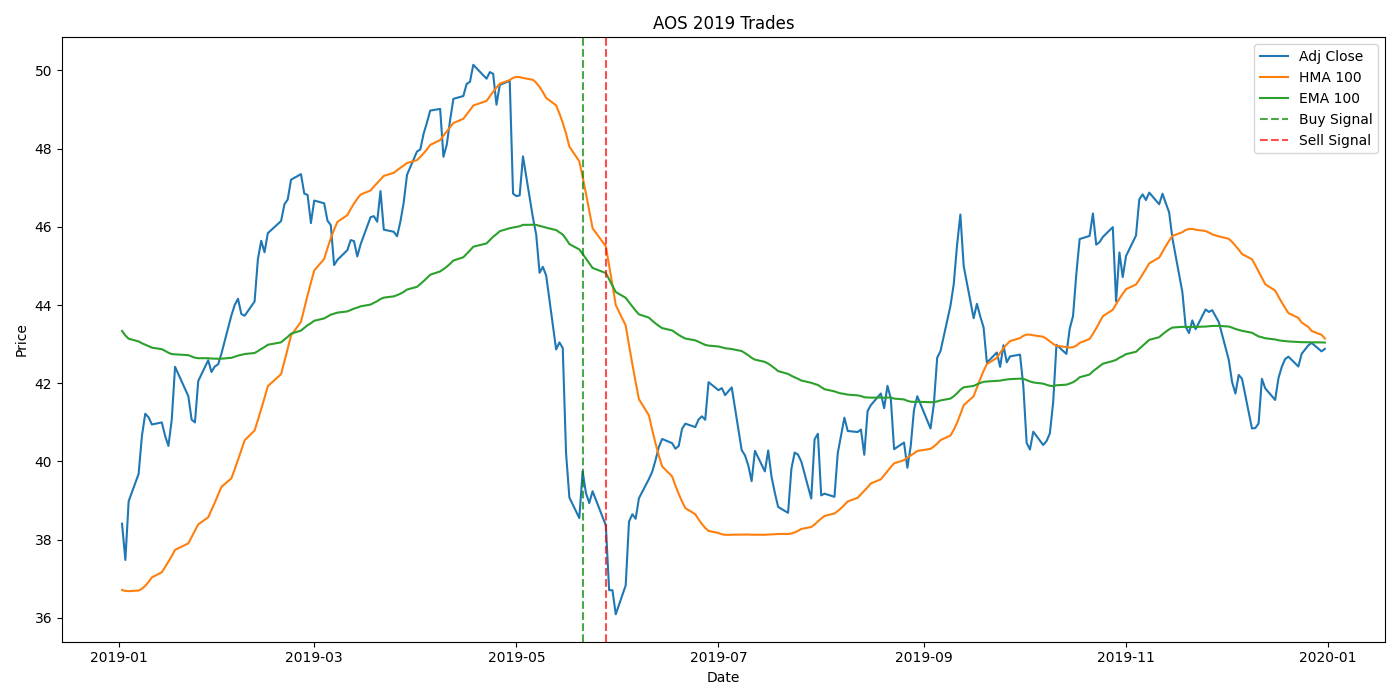 AOS 2019 Trades
Adj Close
HMA 100
EMA 100
Buy Signal
Sell Signal
Price
50
48
46
44
42
40
38
36
2019-01
2019-03
2019-05
2019-07
2019-09
2019-11
2020-01
Date